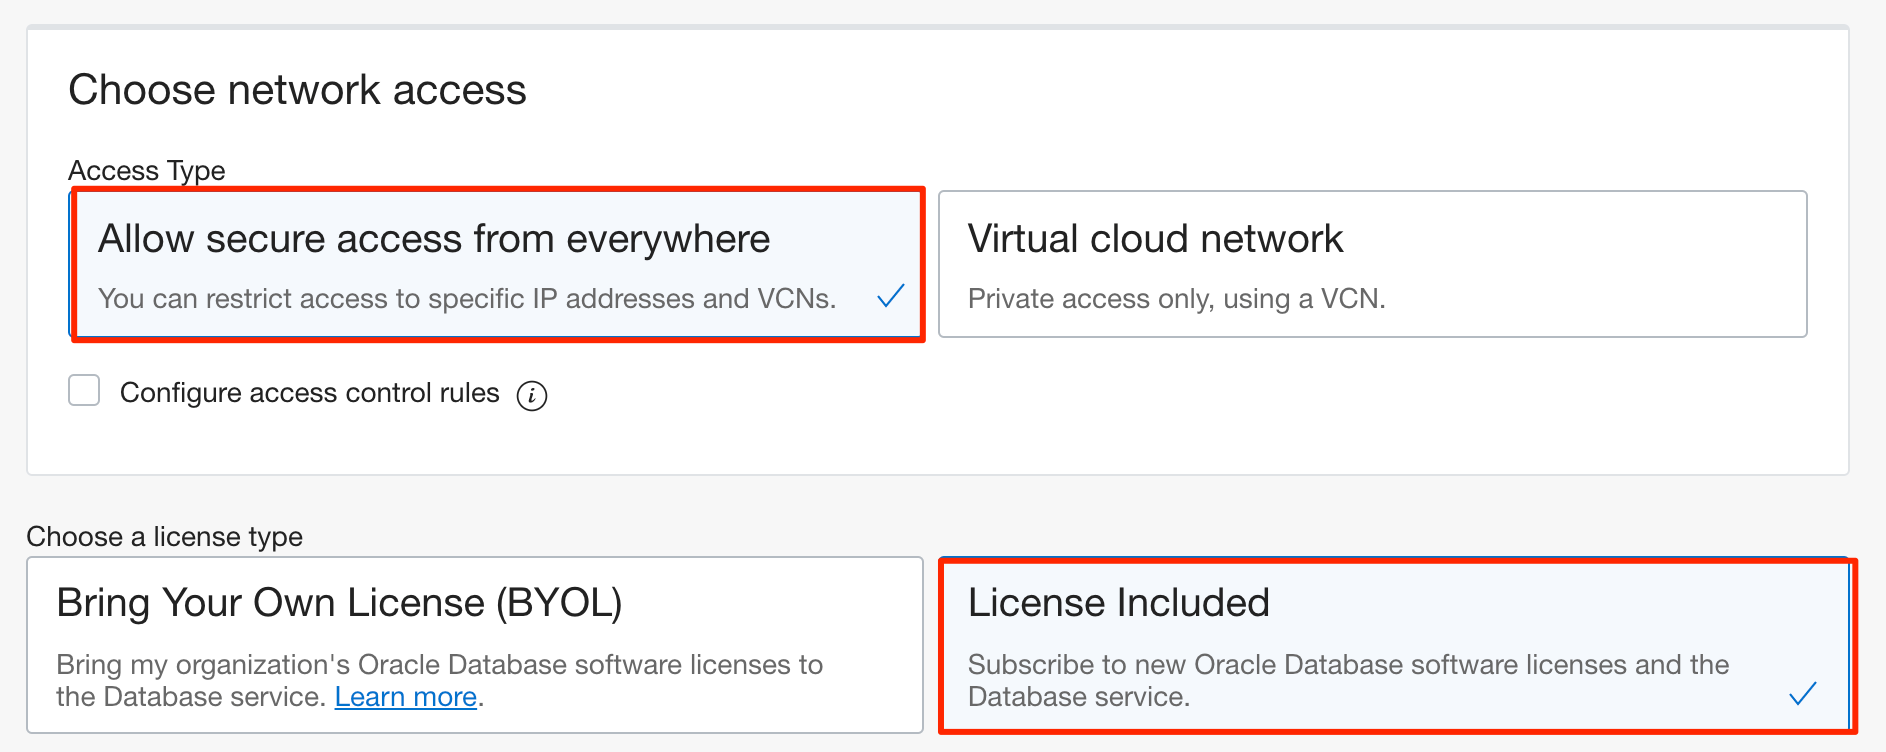 Choose network access
Access Type
Allow secure access from everywhere
You can restrict access to specific IP addresses and VCNs.
Virtual cloud network
Private access only, using a VCN.
Configure access control rules i
Choose a license type
Bring Your Own License (BYOL)
Bring my organization's Oracle Database software licenses to
the Database service. Learn more.
License Included
Subscribe to new Oracle Database software licenses and the
Database service.